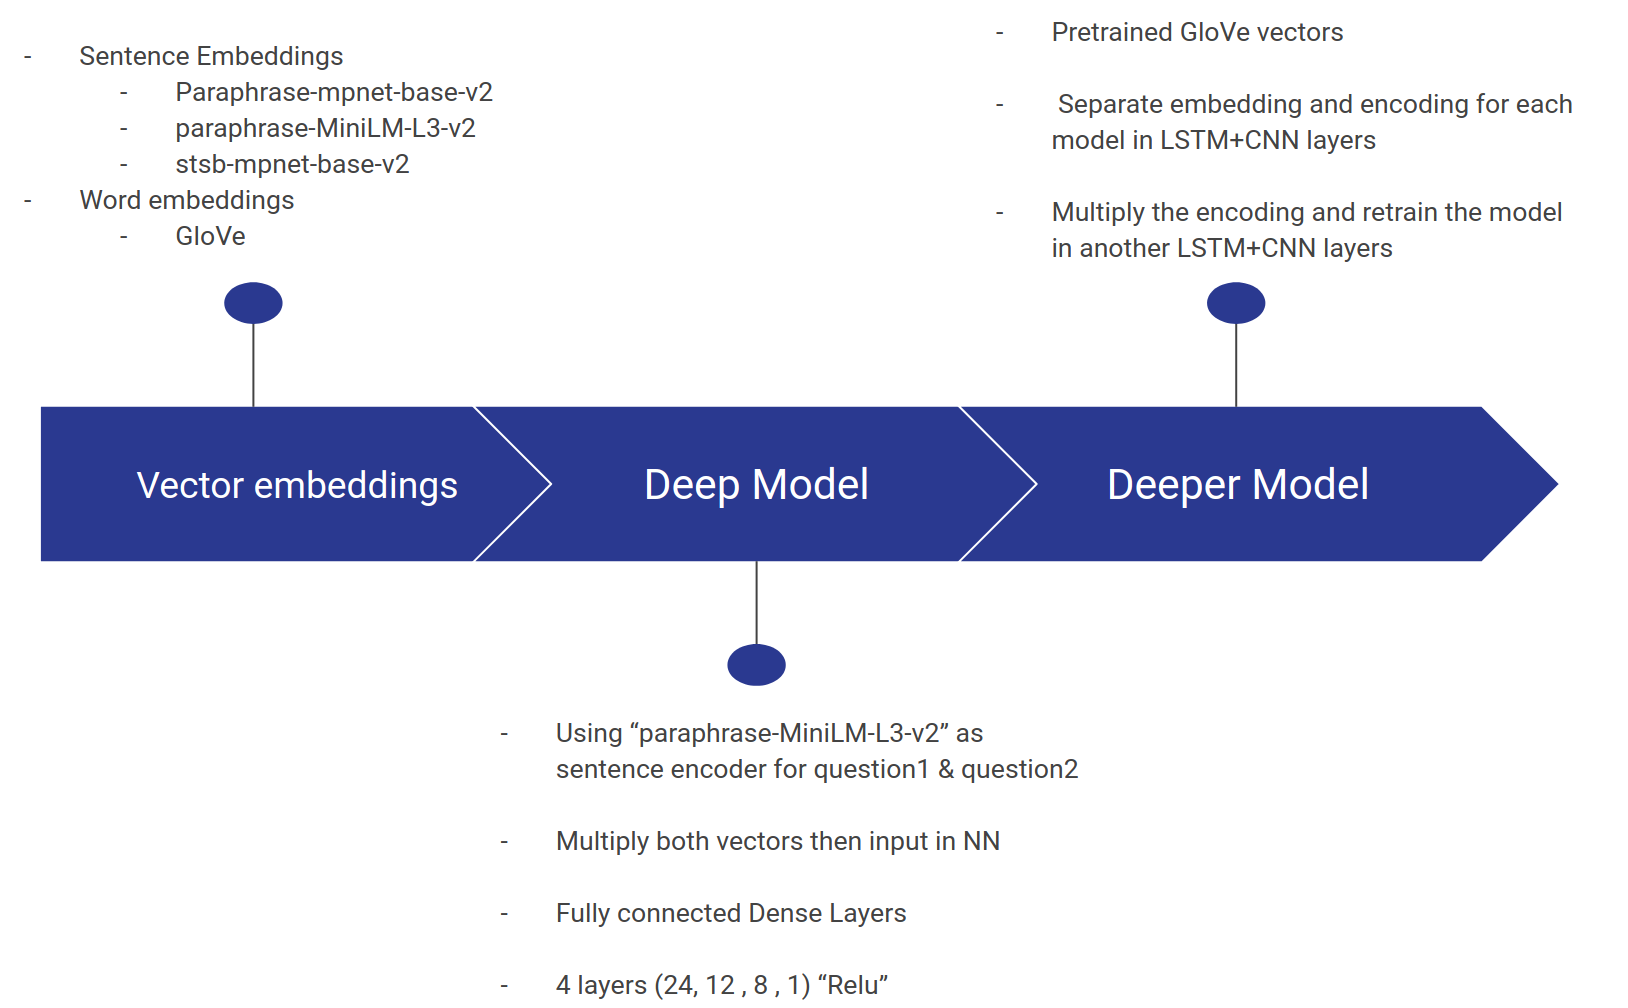 - Sentence Embeddings
- Paraphrase-mpnet-base-v2
- paraphrase-MiniLM-L3-v2
- stsb-mpnet-base-v2
- Word embeddings
- GloVe
- Pretrained GloVe vectors
- Separate embedding and encoding for each
model in LSTM+CNN layers
- Multiply the encoding and retrain the model
in another LSTM+CNN layers
Vector embeddings
Deep Model
Deeper Model
- Using “paraphrase-MiniLM-L3-v2” as
sentence encoder for question1 & question2
- Multiply both vectors then input in NN
- Fully connected Dense Layers
- 4 layers (24, 12 , 8 , 1) “Relu”